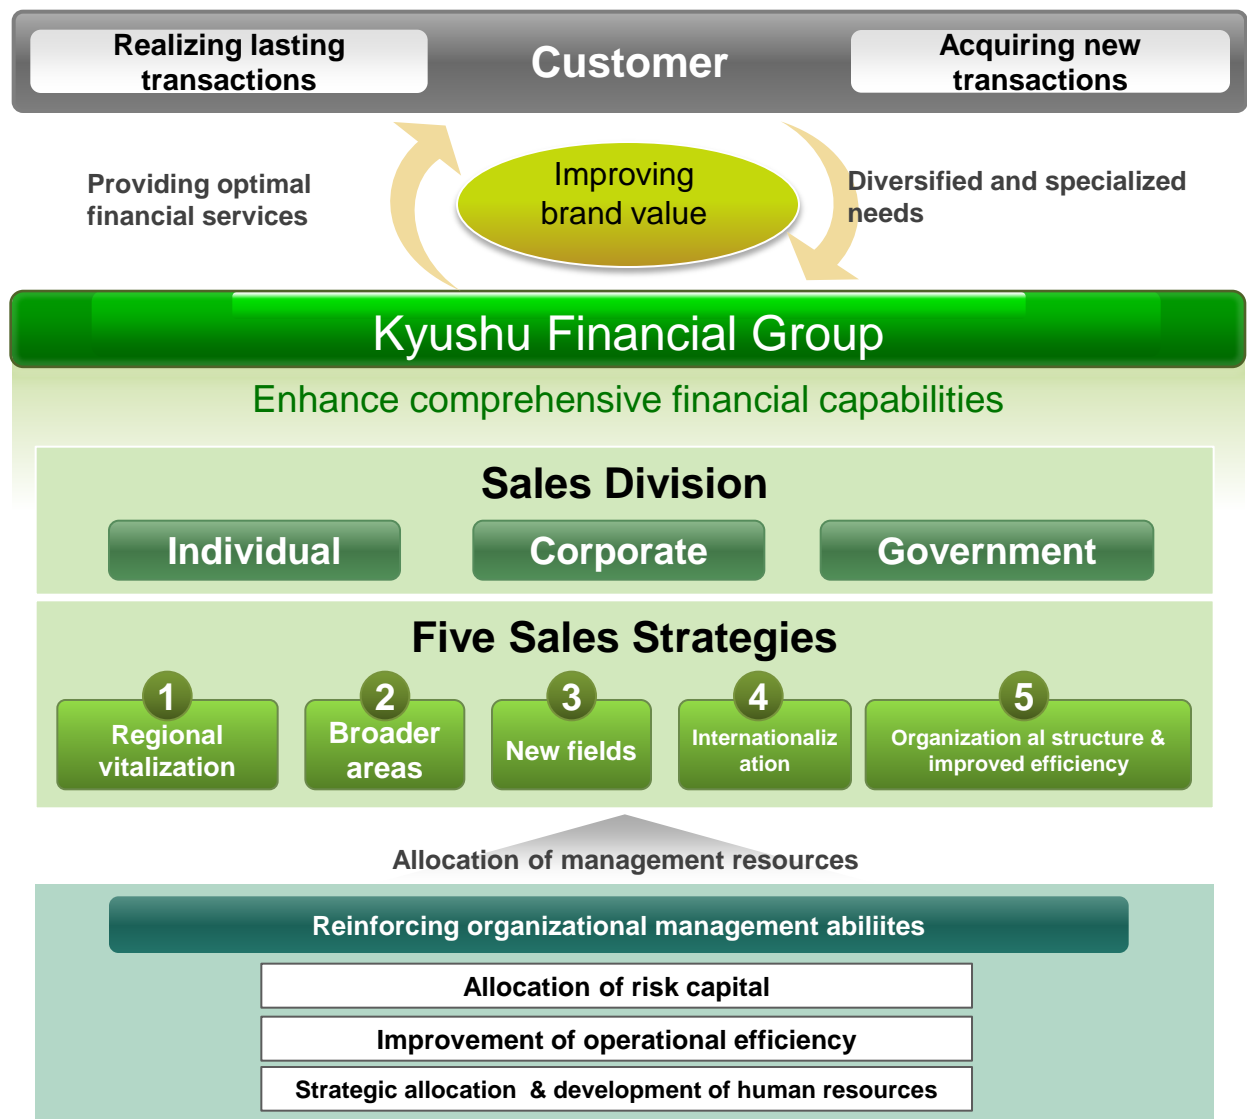 Realizing lasting
transactions
Customer
Acquiring new
transactions
Providing optimal
financial services
Improving
brand value
Diversified and specialized
needs
Kyushu Financial Group
Enhance comprehensive financial capabilities
Sales Division
Individual
Corporate
Government
Five Sales Strategies
1
Regional
vitalization
2
Broader
areas
3
New fields
4
Internationaliz
ation
5
Organization al structure &
improved efficiency
Allocation of management resources
Reinforcing organizational management abiliites
Allocation of risk capital
Improvement of operational efficiency
Strategic allocation  & development of human resources